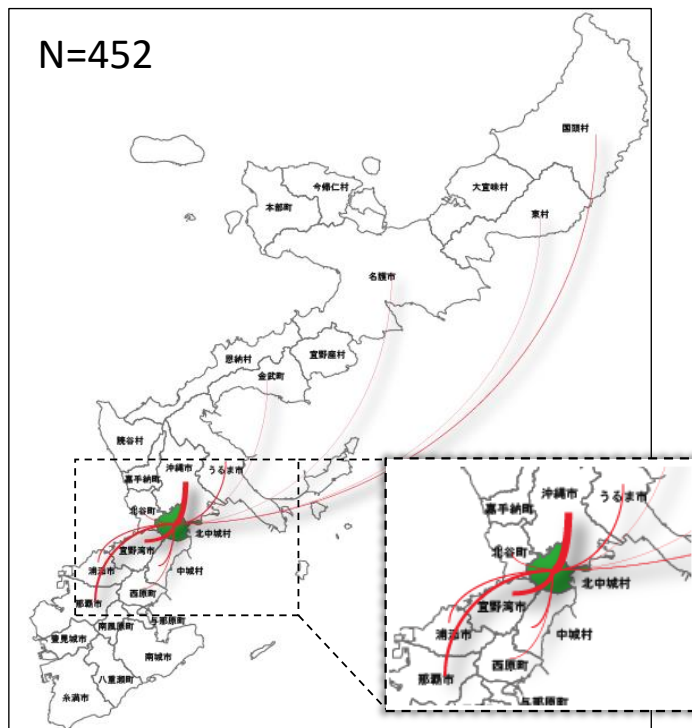 N=452
国頭村
今帰仁村
大宜味村
本部町
東村
名護市
恩納村
宜野座村
金武町
読谷村
沖縄市
うるま市
嘉手納町
北谷町
北中城村
宜野湾市
浦添市
中城村
西原町
那覇市
南風原町
与那原町
豊見城市
南城市
八重瀬町
糸満市
沖縄市
うるま市
嘉手納町
北谷町
北中城村
宜野湾市
浦添市
中城村
西原町
那覇市
与那原町